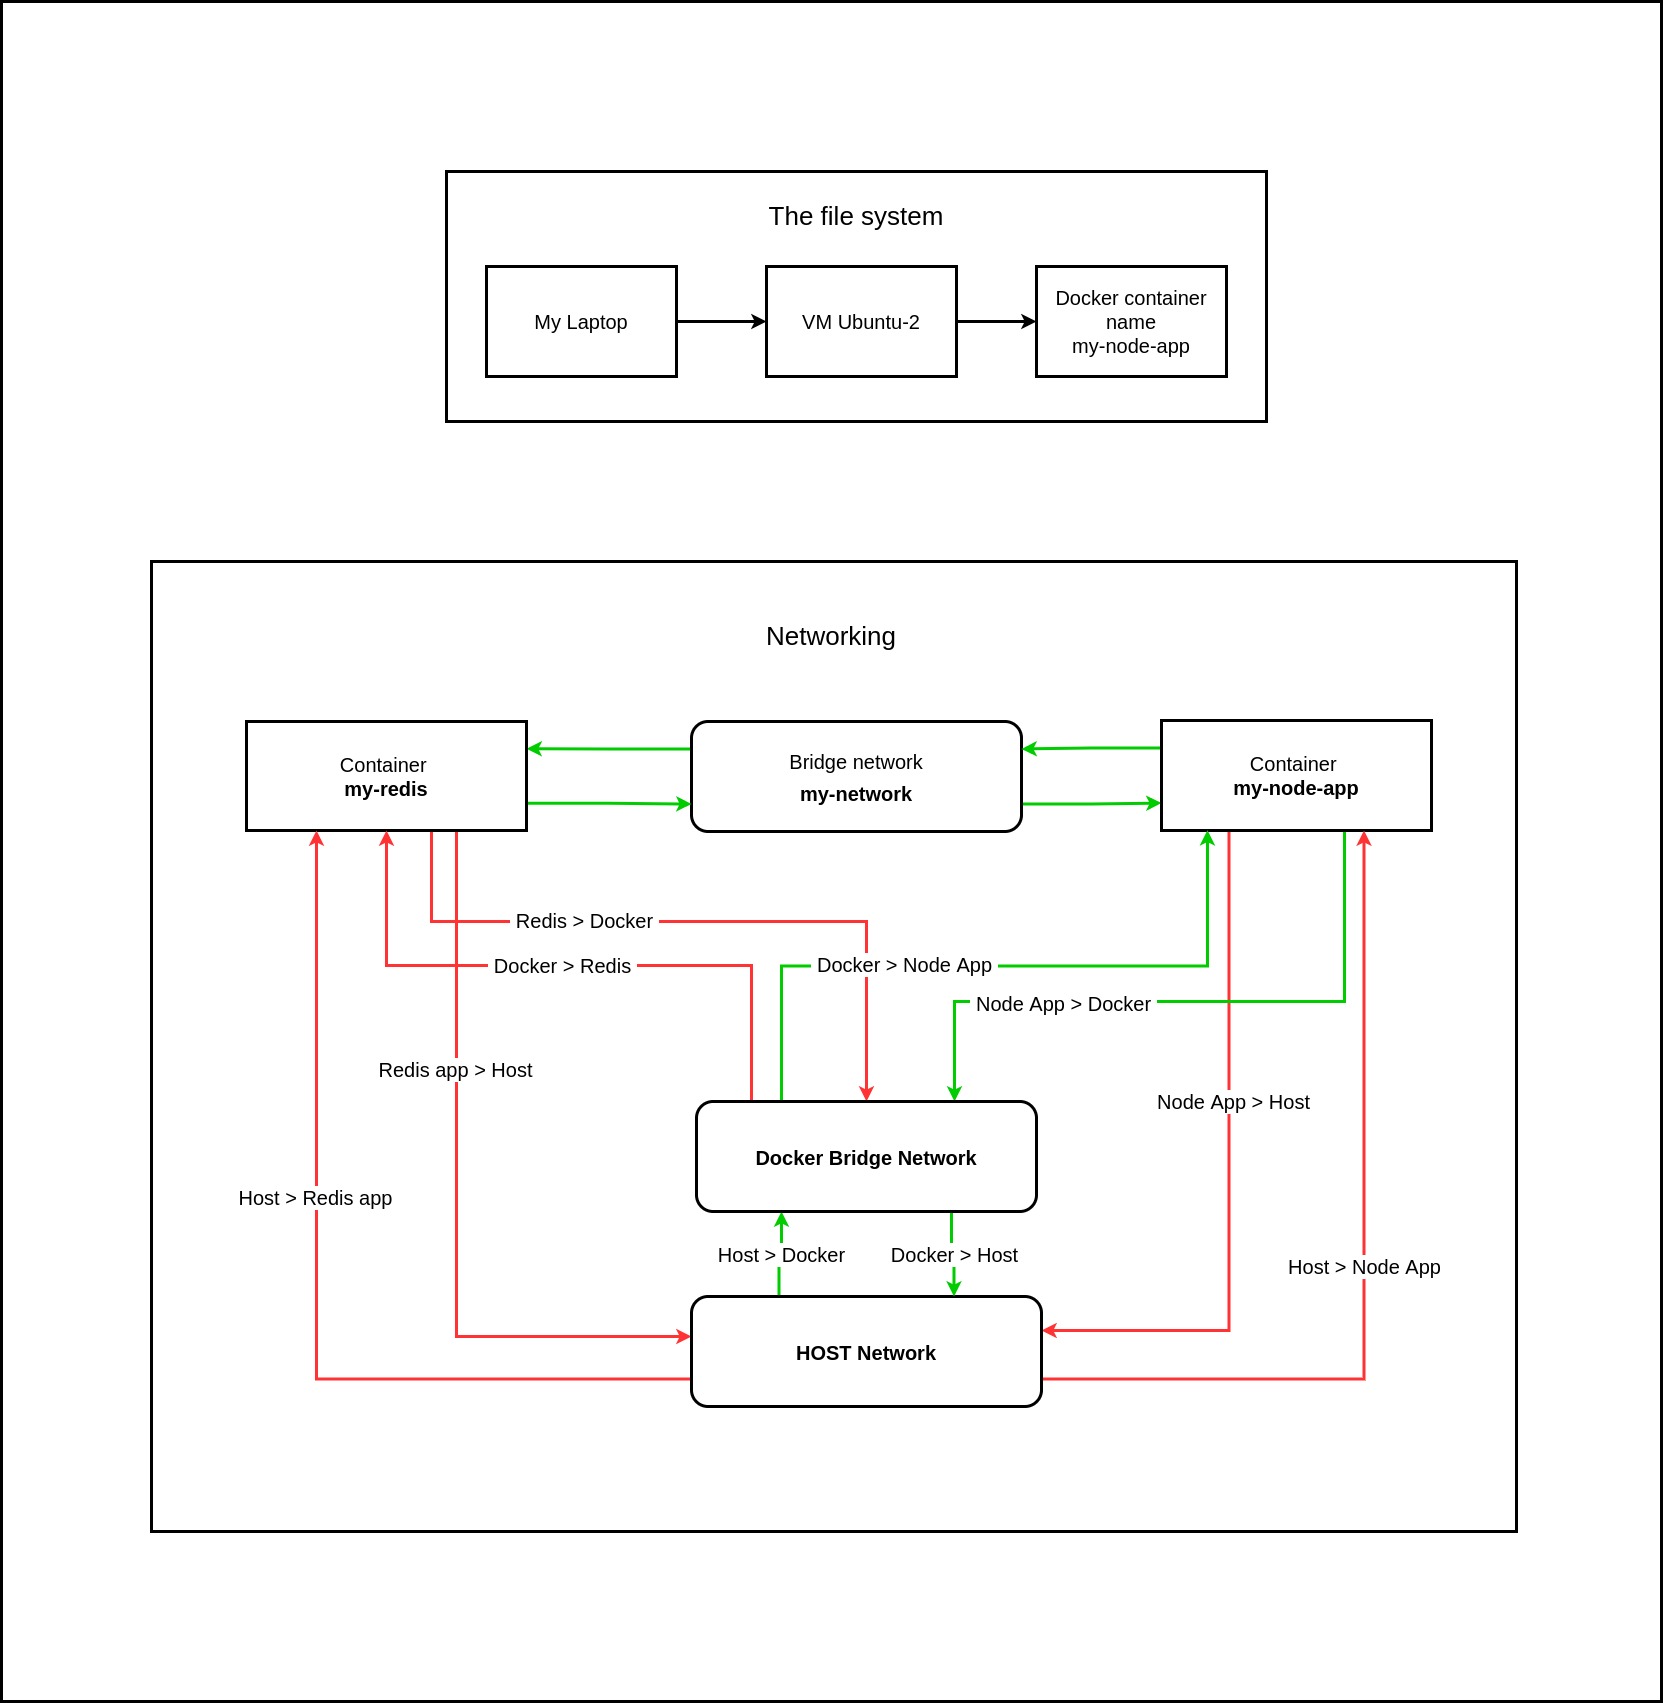 The file system
My Laptop
VM Ubuntu-2
Docker container
name
my-node-app
Networking
Container
my-redis
Bridge network
my-network
Container
my-node-app
Redis > Docker
Docker > Redis
Docker > Node App
Node App > Docker
Redis app > Host
Node App > Host
Docker Bridge Network
Host > Redis app
Host > Docker
Docker > Host
Host > Node App
HOST Network